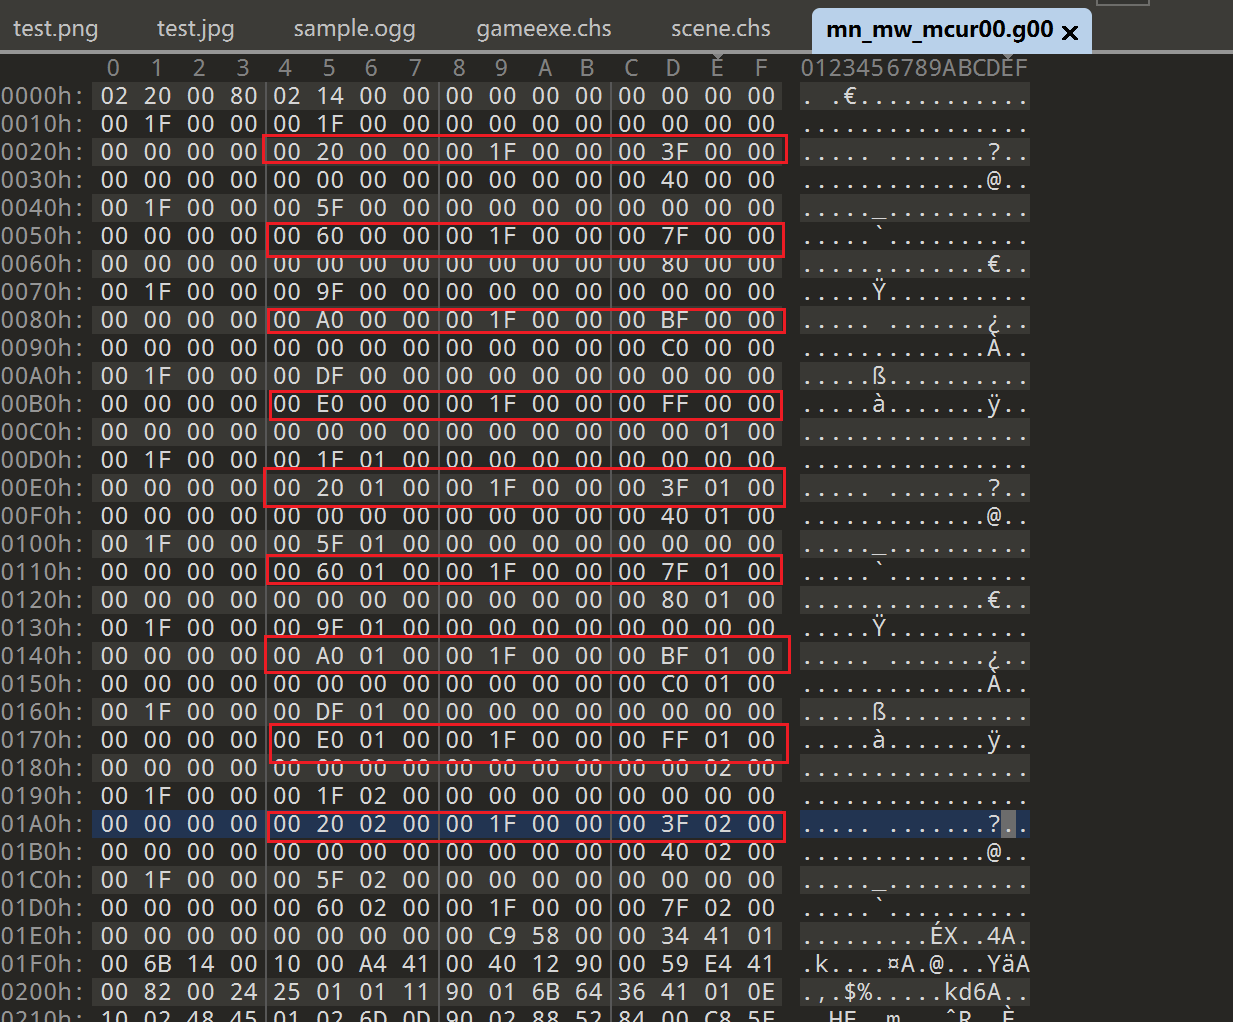 test.png test.jpg sample.ogg gameexe.chs scene.chs mn_mw_mcur00.g00 x
0 1 2 3 4 5 6 7 8 9 A B C D E F 0123456789ABCDEF
0000h: 02 20 00 80 02 14 00 00 00 00 00 00 00 00 00 00 . .€............
0010h: 00 1F 00 00 00 1F 00 00 00 00 00 00 00 00 00 00 ................
0020h: 00 00 00 00 00 20 00 00 00 1F 00 00 00 3F 00 00 ..... .......?..
0030h: 00 00 00 00 00 00 00 00 00 00 00 00 00 40 00 00 .............@..
0040h: 00 1F 00 00 00 5F 00 00 00 00 00 00 00 00 00 00 ....._..........
0050h: 00 00 00 00 00 60 00 00 00 1F 00 00 00 7F 00 00 .....`..........
0060h: 00 00 00 00 00 00 00 00 00 00 00 00 00 80 00 00 .............€..
0070h: 00 1F 00 00 00 9F 00 00 00 00 00 00 00 00 00 00 .....Ÿ..........
0080h: 00 00 00 00 00 A0 00 00 00 1F 00 00 00 BF 00 00 ..... .......¿..
0090h: 00 00 00 00 00 00 00 00 00 00 00 00 00 C0 00 00 .............À..
00A0h: 00 1F 00 00 00 DF 00 00 00 00 00 00 00 00 00 00 .....ß..........
00B0h: 00 00 00 00 00 E0 00 00 00 1F 00 00 00 FF 00 00 .....à.......ÿ..
00C0h: 00 00 00 00 00 00 00 00 00 00 00 00 00 00 01 00 ................
00D0h: 00 1F 00 00 00 1F 01 00 00 00 00 00 00 00 00 00 ................
00E0h: 00 00 00 00 00 20 01 00 00 1F 00 00 00 3F 01 00 ..... .......?..
00F0h: 00 00 00 00 00 00 00 00 00 00 00 00 00 40 01 00 .............@..
0100h: 00 1F 00 00 00 5F 01 00 00 00 00 00 00 00 00 00 ....._..........
0110h: 00 00 00 00 00 60 01 00 00 1F 00 00 00 7F 01 00 .....`..........
0120h: 00 00 00 00 00 00 00 00 00 00 00 00 00 80 01 00 .............€..
0130h: 00 1F 00 00 00 9F 01 00 00 00 00 00 00 00 00 00 .....Ÿ..........
0140h: 00 00 00 00 00 A0 01 00 00 1F 00 00 00 BF 01 00 ..... .......¿..
0150h: 00 00 00 00 00 00 00 00 00 00 00 00 00 C0 01 00 .............À..
0160h: 00 1F 00 00 00 DF 01 00 00 00 00 00 00 00 00 00 .....ß..........
0170h: 00 00 00 00 00 E0 01 00 00 1F 00 00 00 FF 01 00 .....à.......ÿ..
0180h: 00 00 00 00 00 00 00 00 00 00 00 00 00 00 02 00 ................
0190h: 00 1F 00 00 00 1F 02 00 00 00 00 00 00 00 00 00 ................
01A0h: 00 00 00 00 00 20 02 00 00 1F 00 00 00 3F 02 00 ..... .......?..
01B0h: 00 00 00 00 00 00 00 00 00 00 00 00 00 40 02 00 .............@..
01C0h: 00 1F 00 00 00 5F 02 00 00 00 00 00 00 00 00 00 ....._..........
01D0h: 00 00 00 00 00 60 02 00 00 1F 00 00 00 7F 02 00 .....`..........
01E0h: 00 00 00 00 00 00 00 00 00 C9 58 00 00 34 41 01 .........ÉX..4A.
01F0h: 00 6B 14 00 10 00 A4 41 00 40 12 90 00 59 E4 41 .k....¤A.@...YäA
0200h: 00 82 00 24 25 01 01 11 90 01 6B 64 36 41 01 0E .‚.$%.....kd6A..
0210h: 10 02 48 45 01 02 6D 0D 90 02 88 52 84 00 C8 5F